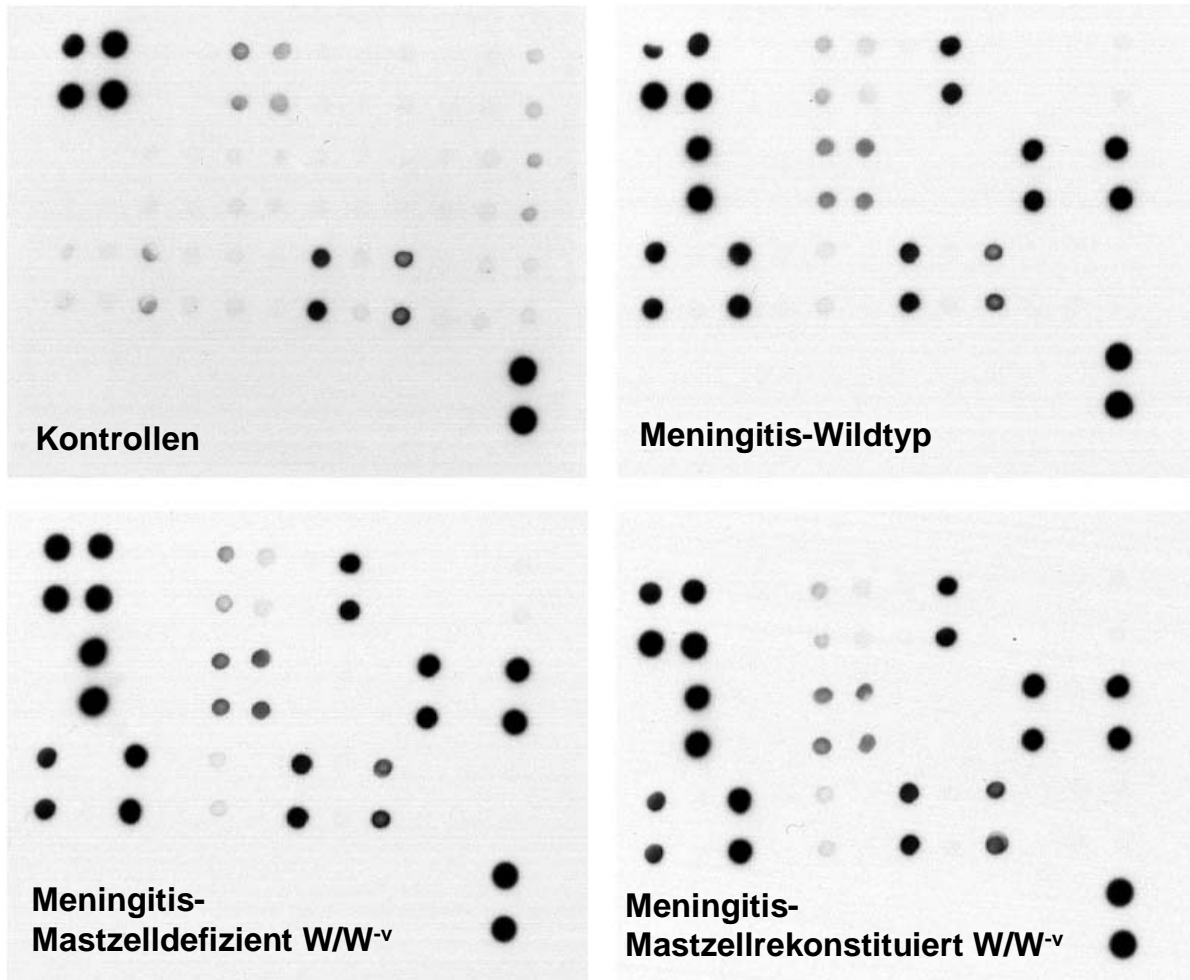 Kontrollen
Meningitis-Wildtyp
Meningitis-
Mastzelldefizient W/W-v
Meningitis-
Mastzellrekonstituiert W/W-v